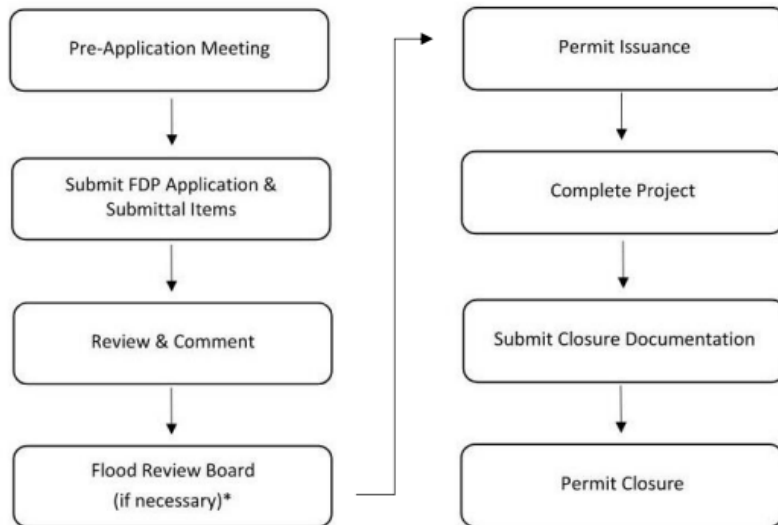 Pre-Application Meeting
Submit FDP Application &
Submittal Items
Review & Comment
Flood Review Board
(if necessary)*
Permit Issuance
Complete Project
Submit Closure Documentation
Permit Closure